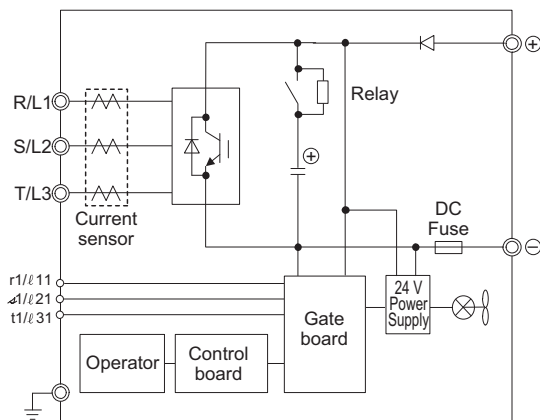 ⊕
R/L1
Relay
S/L2
⊕
T/L3
Current
sensor
DC
Fuse
⊖
r1/ℓ11
𝓈1/ℓ21
t1/ℓ31
24 V
Power
Supply
Gate
board
Operator
Control
board